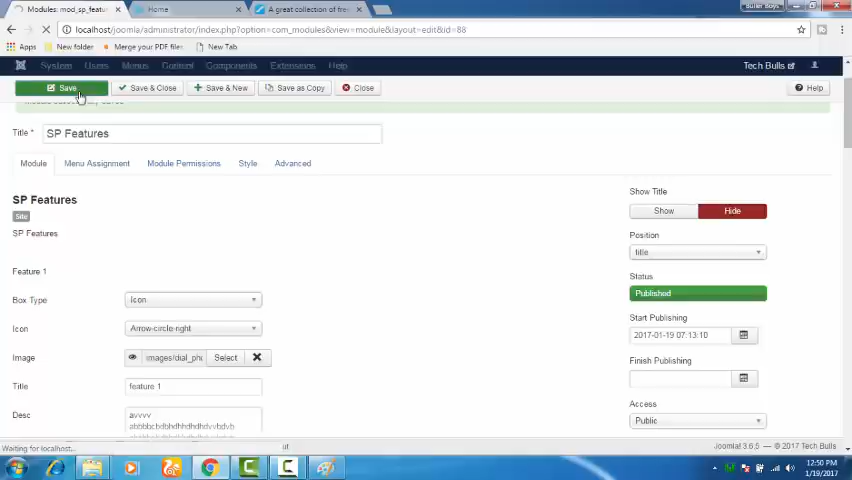 Modules: mod_sp_featur
Home
A great collection of free
Buller Boys
localhost/joomla/administrator/index.php?option=com_modules&view=module&layout=edit&id=88
Apps
New folder
Merge your PDF files
New Tab
System Users Menus Content Components Extensions Help
Tech Bulls
Save
Save & Close
Save & New
Save as Copy
Close
Help
Title * SP Features
Module
Menu Assignment
Module Permissions
Style
Advanced
SP Features
Site
SP Features
Feature 1
Box Type Icon
Icon Arrow-circle-right
Image images/dial_pho Select
Title feature 1
Desc avvvv
Show Title
Show Hide
Position
title
Status
Published
Start Publishing
2017-01-19 07:13:10
Finish Publishing
Access
Public
Waiting for localhost...
ut
Joomla! 3.6.5 — © 2017 Tech Bulls
12:50 PM
1/19/2017